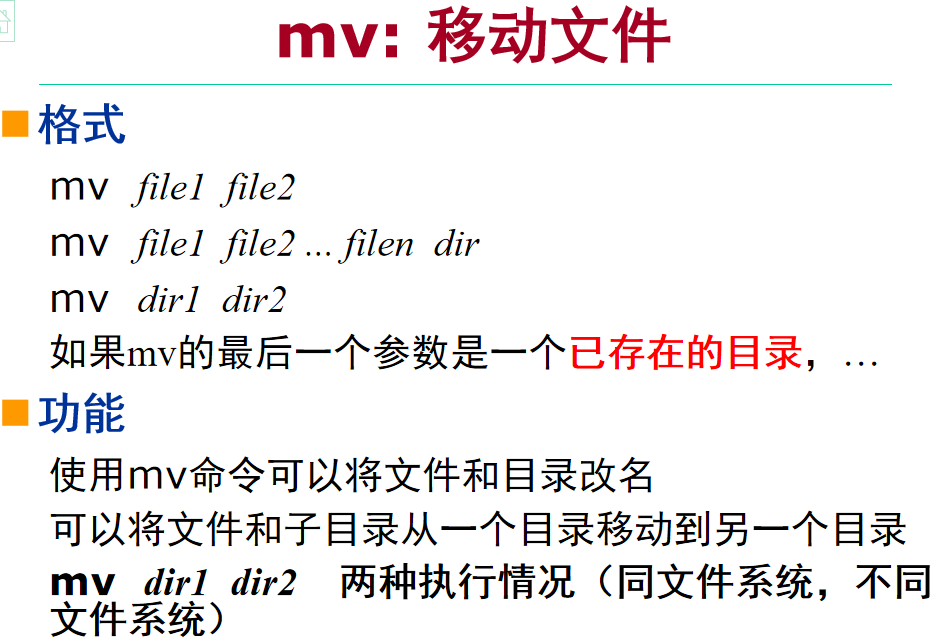 mv: 移动文件
格式
mv file1 file2
mv file1 file2 ... filen dir
mv dir1 dir2
如果mv的最后一个参数是一个已存在的目录，…
功能
使用mv命令可以将文件和目录改名
可以将文件和子目录从一个目录移动到另一个目录
mv dir1 dir2 两种执行情况（同文件系统，不同
文件系统）